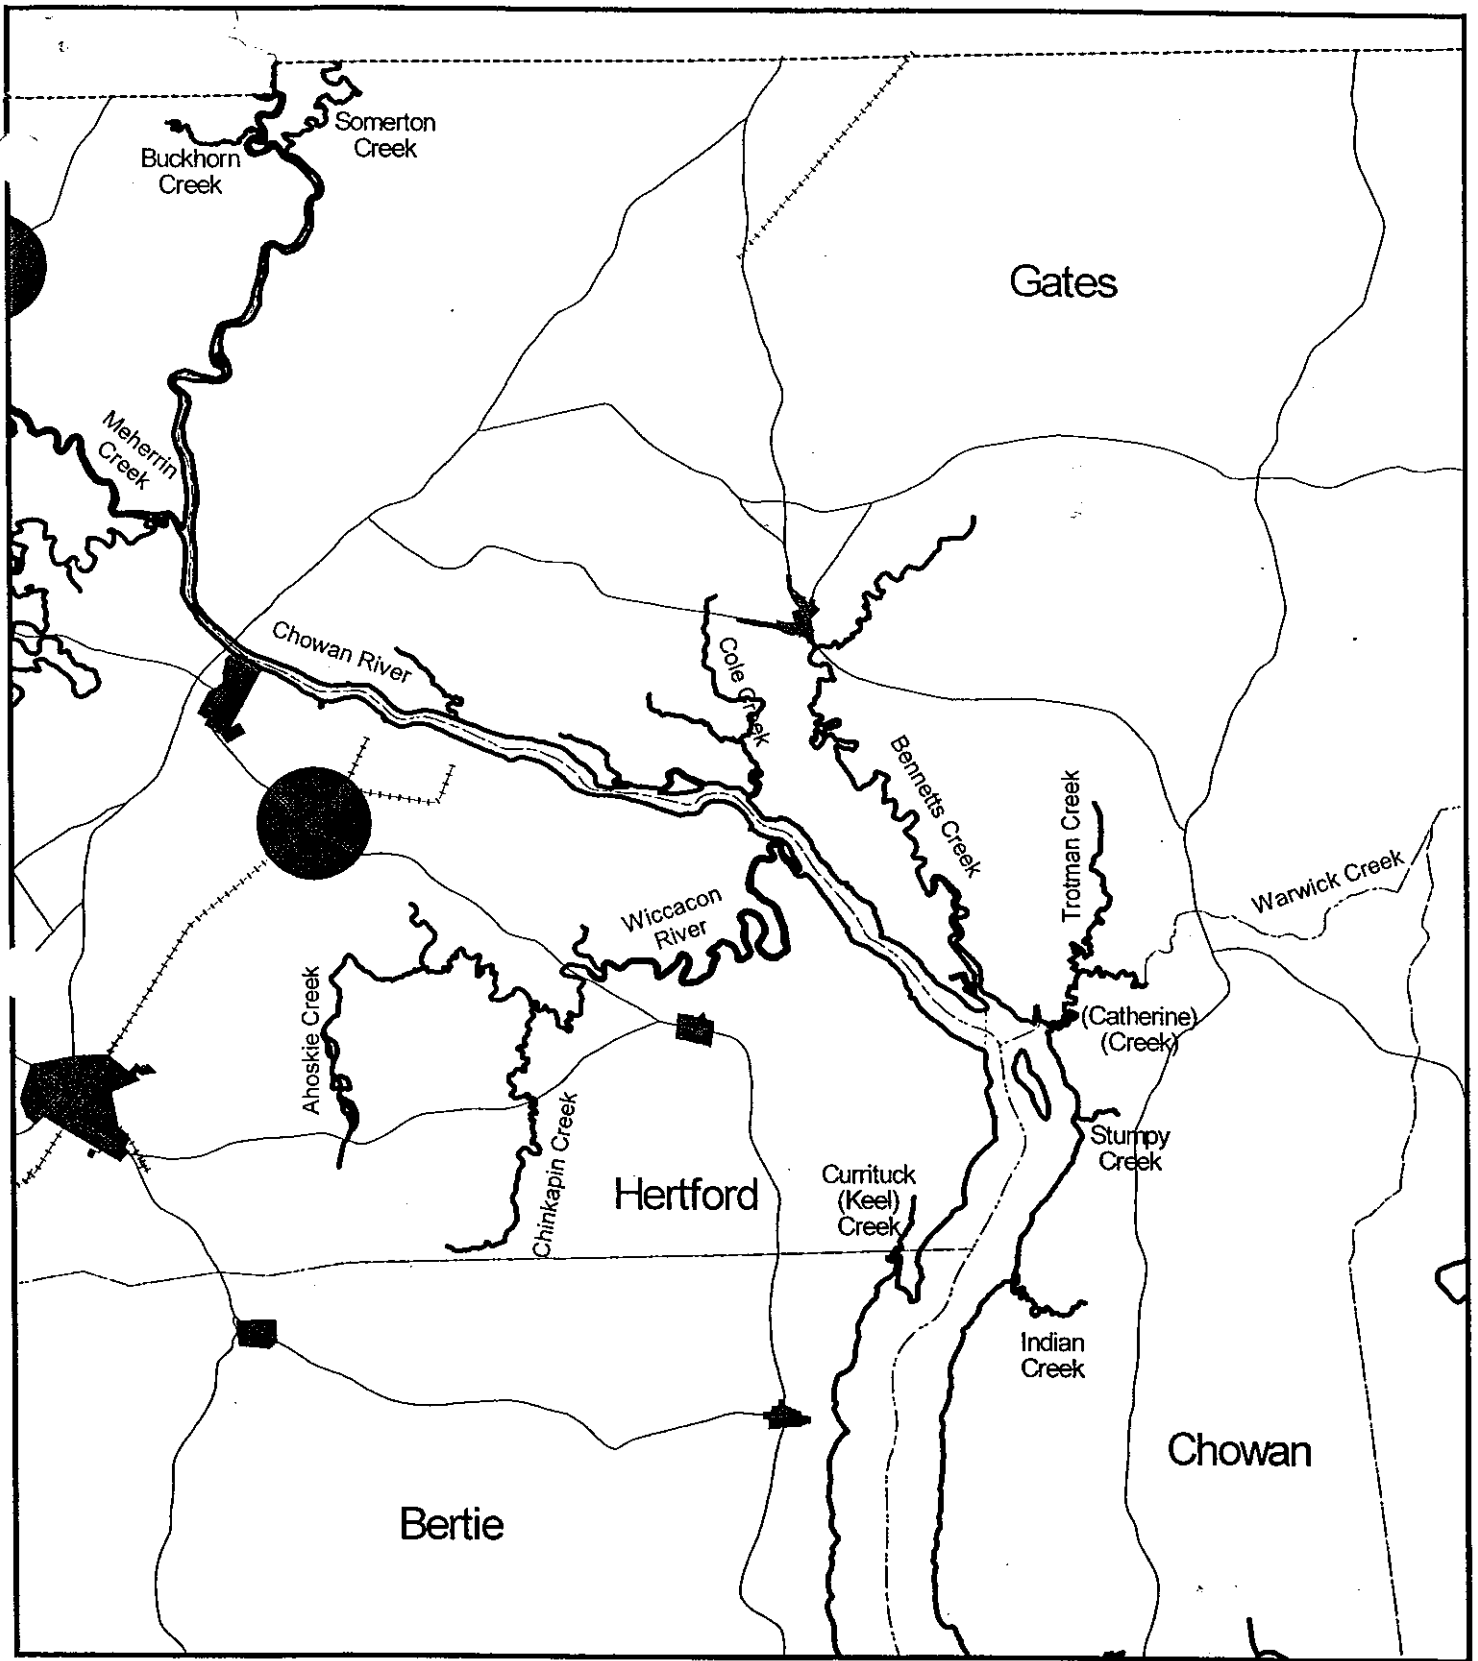 Somerton
Creek
Buckhorn
Creek
Gates
Meherrin
Creek
Chowan River
Cole Creek
Bennetts Creek
Trotman Creek
Warwick Creek
Wiccacon
River
Ahoskie Creek
(Catherine)
(Creek)
Chinkapin Creek
Stumpy
Creek
Hertford
Currituck
(Keel)
Creek
Indian
Creek
Chowan
Bertie